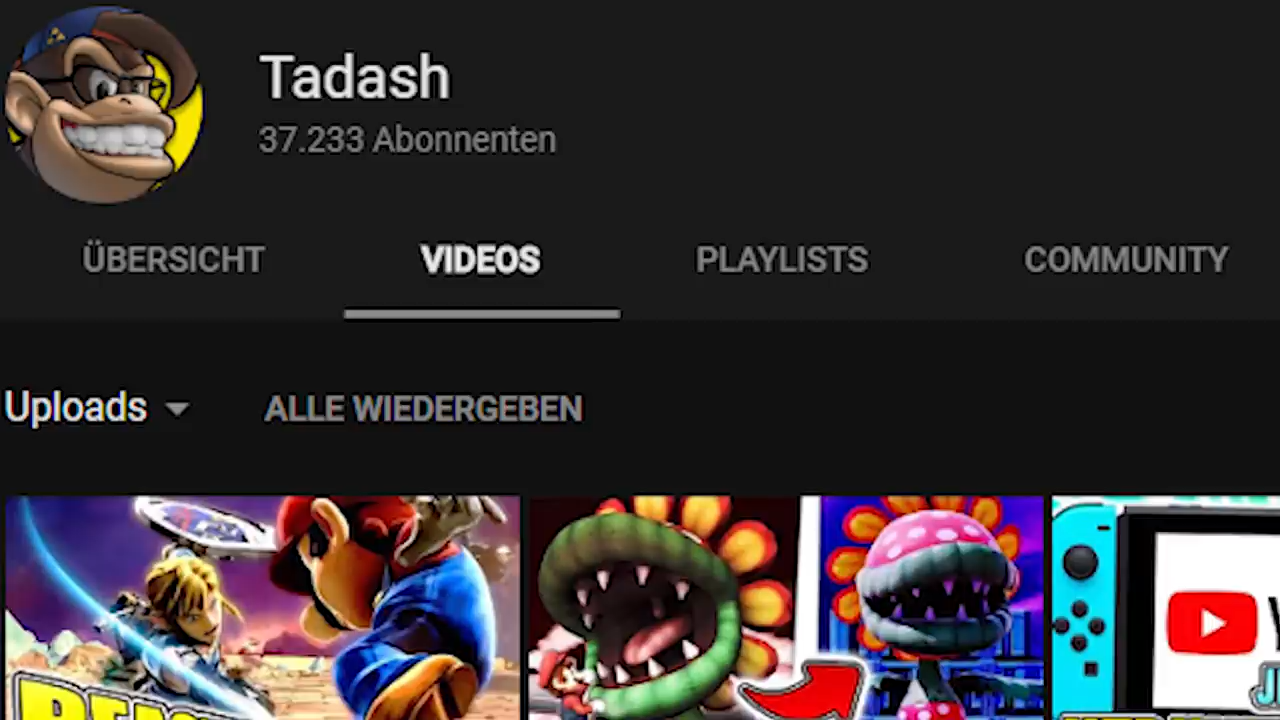 Tadash
37.233 Abonnenten
ÜBERSICHT VIDEOS PLAYLISTS COMMUNITY
Uploads ALLE WIEDERGEBEN